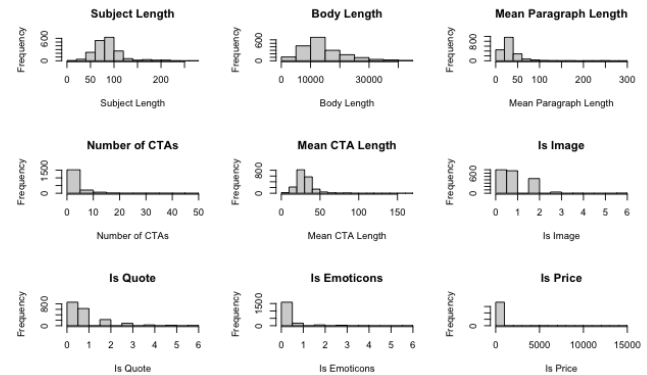 Subject Length
Frequency
0 600
0 50 100 200
Subject Length
Body Length
Frequency
0 600
10000 30000
Body Length
Mean Paragraph Length
Frequency
0 800
0 50 100 200 300
Mean Paragraph Length
Number of CTAs
Frequency
0 1500
0 10 20 30 40 50
Number of CTAs
Mean CTA Length
Frequency
0 800
0 50 100 150
Mean CTA Length
Is Image
Frequency
0 600
0 1 2 3 4 5 6
Is Image
Is Quote
Frequency
0 800
0 1 2 3 4 5 6
Is Quote
Is Emoticons
Frequency
0 1500
0 1 2 3 4 5 6
Is Emoticons
Is Price
Frequency
0
0 5000 10000 15000
Is Price